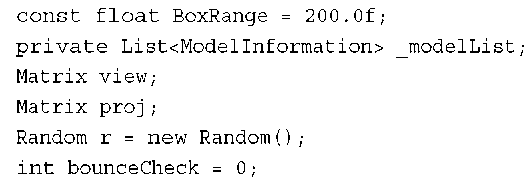 const float BoxRange = 200.0f;
private List<ModelInformation> _modelList;
Matrix view;
Matrix proj;
Random r = new Random();
int bounceCheck = 0;